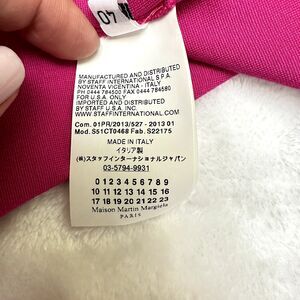 40
MANUFACTURED AND DISTRIBUTED
BY STAFF INTERNATIONAL S.P.A.
NOVENTA VICENTINA - ITALY
PH 0444 784500 FAX 0444 784580
FOR U.S.A. ONLY
IMPORTED AND DISTRIBUTED
BY STAFF U.S.A. INC.
WWW.STAFFINTERNATIONAL.COM
Com. 01PR/2013/527 - 2013 01
Mod. S51CT0468 Fab. S22175
MADE IN ITALY
イタリア製
(株)スタッフインターナショナルジャパン
03-5794-9931
0 1 2 3 4 5 6 7 8 9
10 11 12 13 14 15 16
17 18 19 20 21 22 23
Maison Martin Margiela
PARIS